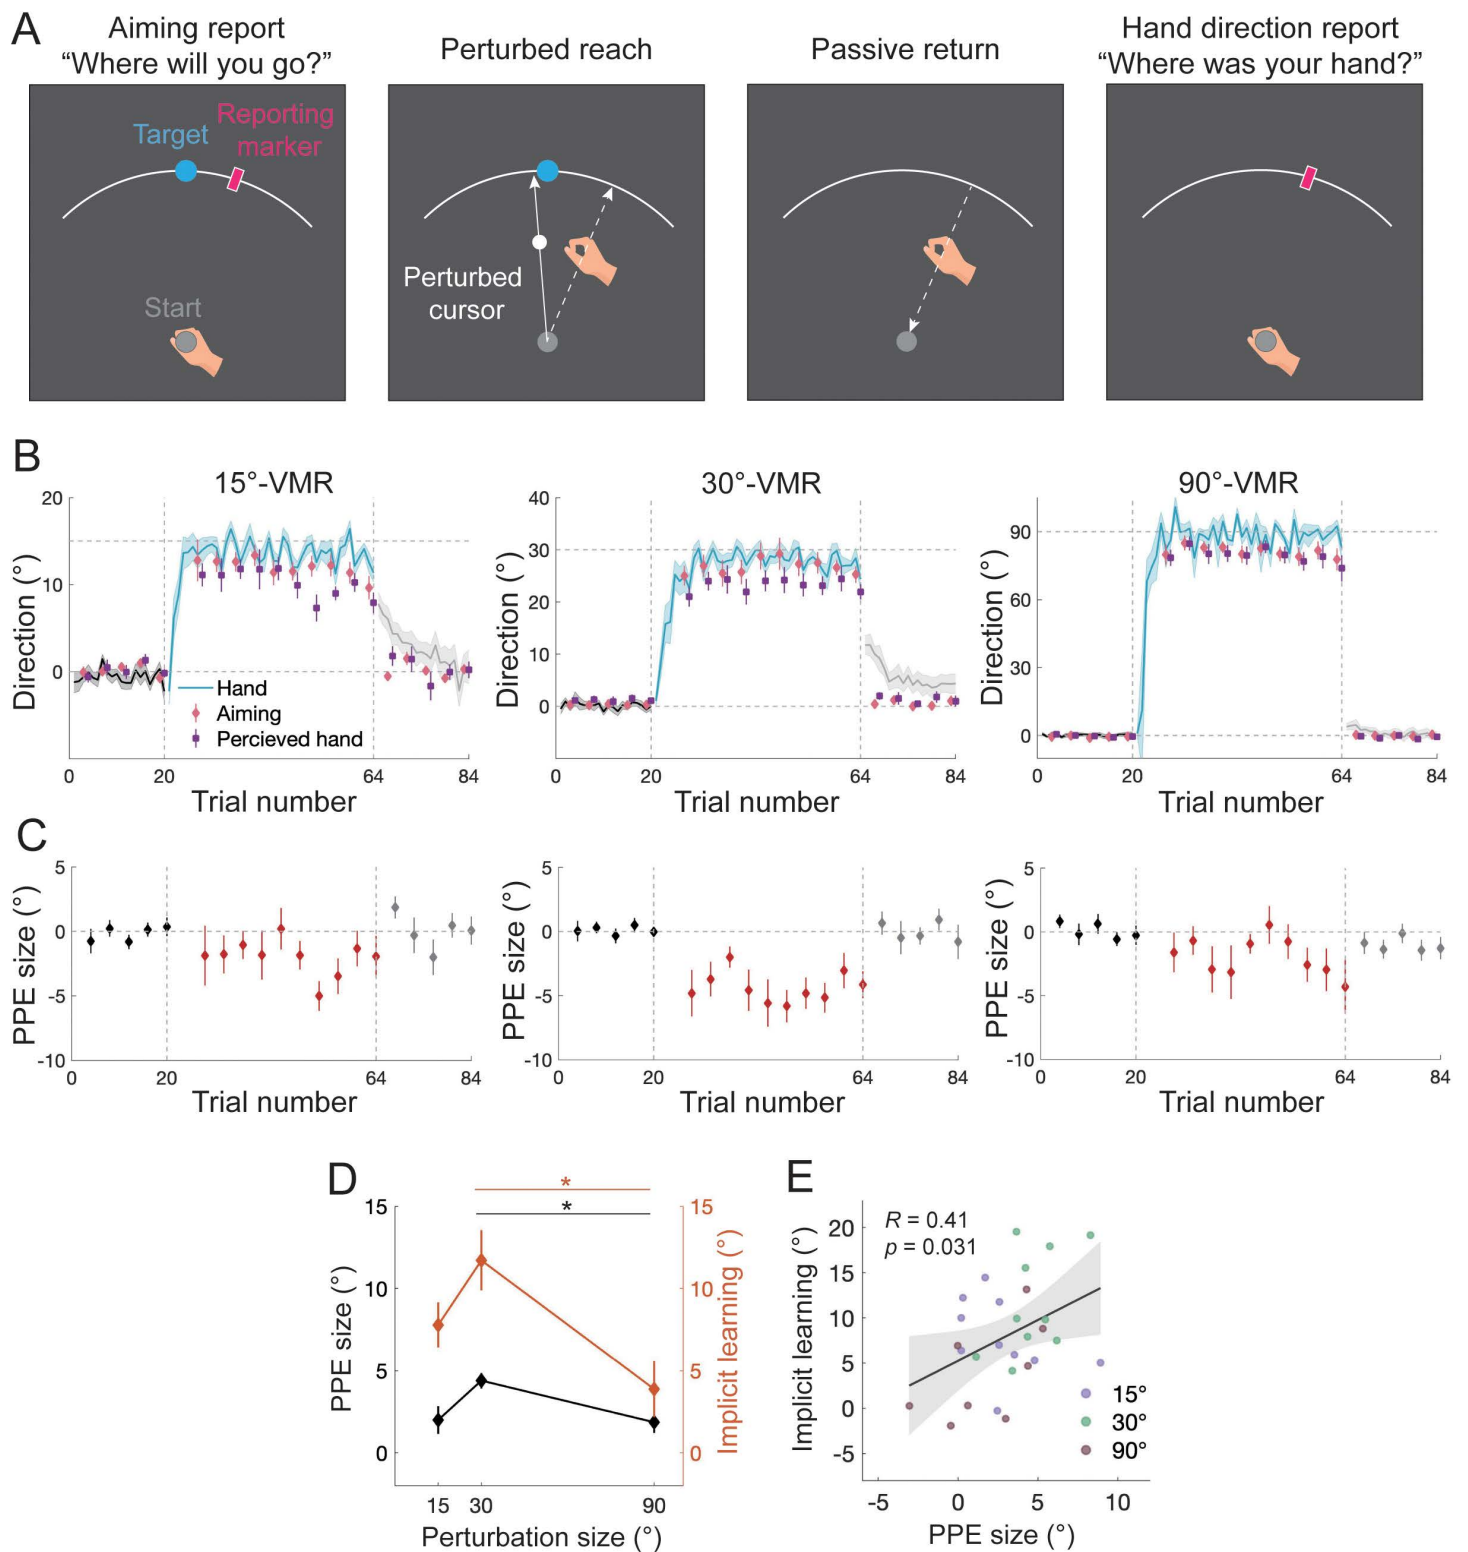 A
Aiming report
“Where will you go?”
Perturbed reach
Passive return
Hand direction report
“Where was your hand?”
Target
Reporting
marker
Start
Perturbed
cursor
B
15°-VMR
30°-VMR
90°-VMR
Direction (°)
20
10
0
Hand
Aiming
Percieved hand
0
20
64
84
Trial number
Direction (°)
40
30
20
10
0
0
20
64
84
Trial number
Direction (°)
90
60
30
0
0
20
64
84
Trial number
C
PPE size (°)
5
0
-5
-10
0
20
64
84
Trial number
PPE size (°)
5
0
-5
-10
0
20
64
84
Trial number
PPE size (°)
5
0
-5
-10
0
20
64
84
Trial number
D
*
*
PPE size (°)
15
10
5
0
15
10
5
0
Implicit learning (°)
15
30
90
Perturbation size (°)
E
R = 0.41
p = 0.031
Implicit learning (°)
20
15
10
5
0
-5
15°
30°
90°
-5
0
5
10
PPE size (°)